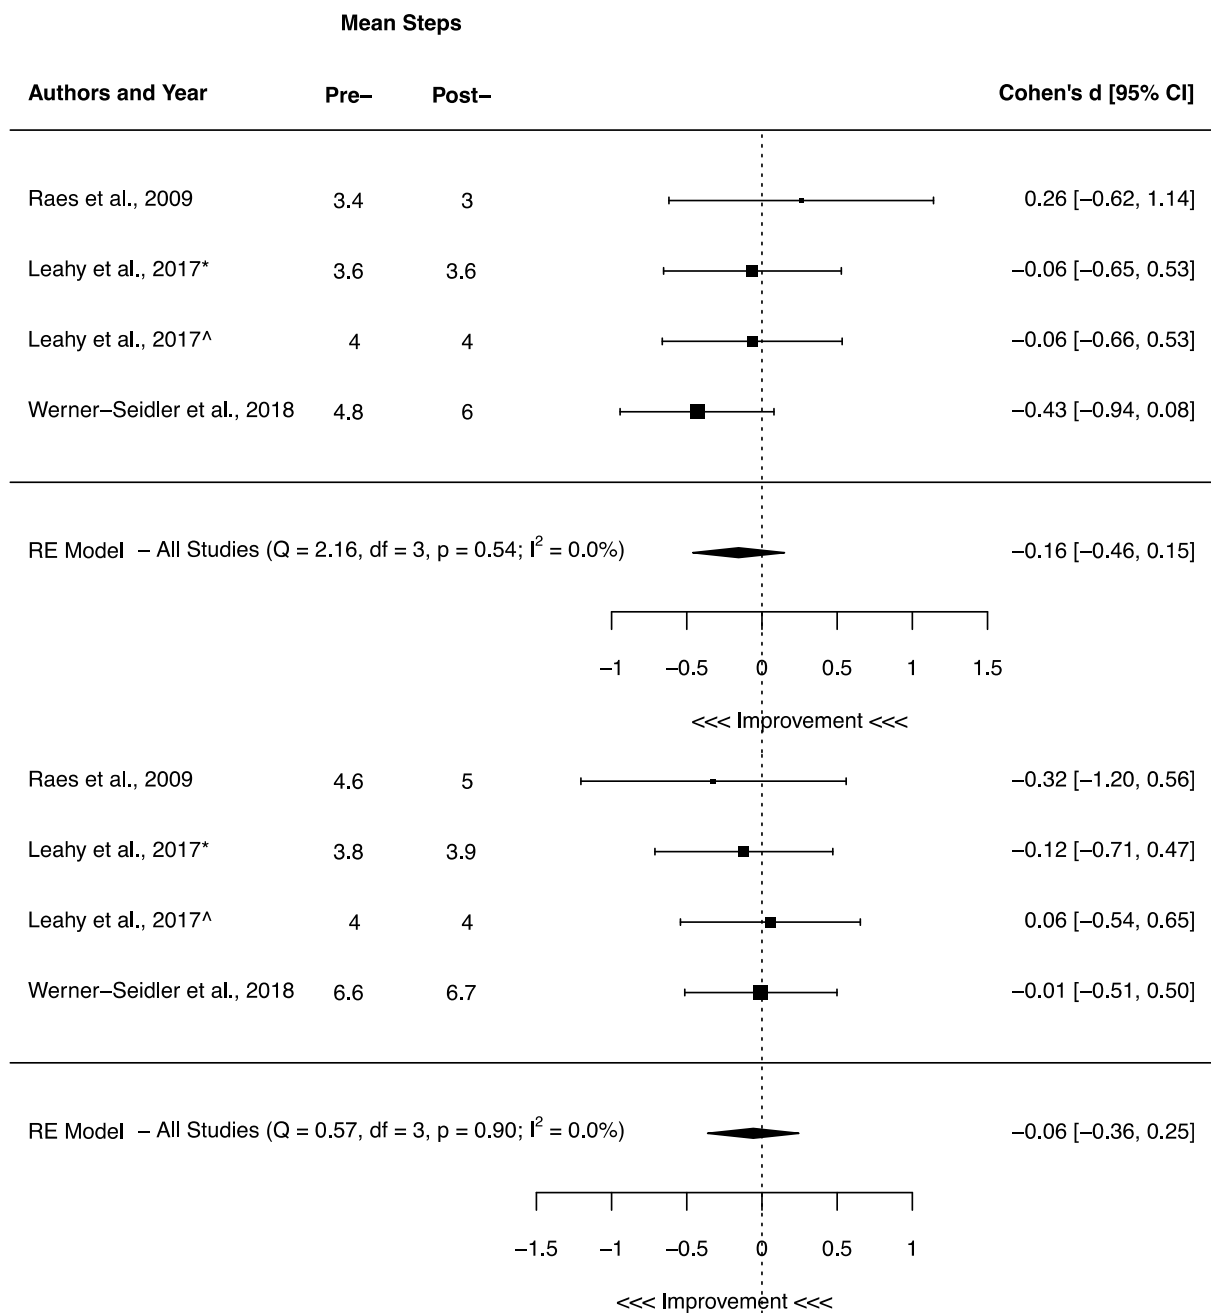 Mean Steps
Authors and Year Pre– Post– Cohen's d [95% CI]
Raes et al., 2009 3.4 3 0.26 [–0.62, 1.14]
Leahy et al., 2017* 3.6 3.6 –0.06 [–0.65, 0.53]
Leahy et al., 2017^ 4 4 –0.06 [–0.66, 0.53]
Werner–Seidler et al., 2018 4.8 6 –0.43 [–0.94, 0.08]
RE Model – All Studies (Q = 2.16, df = 3, p = 0.54; I² = 0.0%) –0.16 [–0.46, 0.15]
–1 –0.5 0 0.5 1 1.5
<<< Improvement <<<
Raes et al., 2009 4.6 5 –0.32 [–1.20, 0.56]
Leahy et al., 2017* 3.8 3.9 –0.12 [–0.71, 0.47]
Leahy et al., 2017^ 4 4 0.06 [–0.54, 0.65]
Werner–Seidler et al., 2018 6.6 6.7 –0.01 [–0.51, 0.50]
RE Model – All Studies (Q = 0.57, df = 3, p = 0.90; I² = 0.0%) –0.06 [–0.36, 0.25]
–1.5 –1 –0.5 0 0.5 1
<<< Improvement <<<